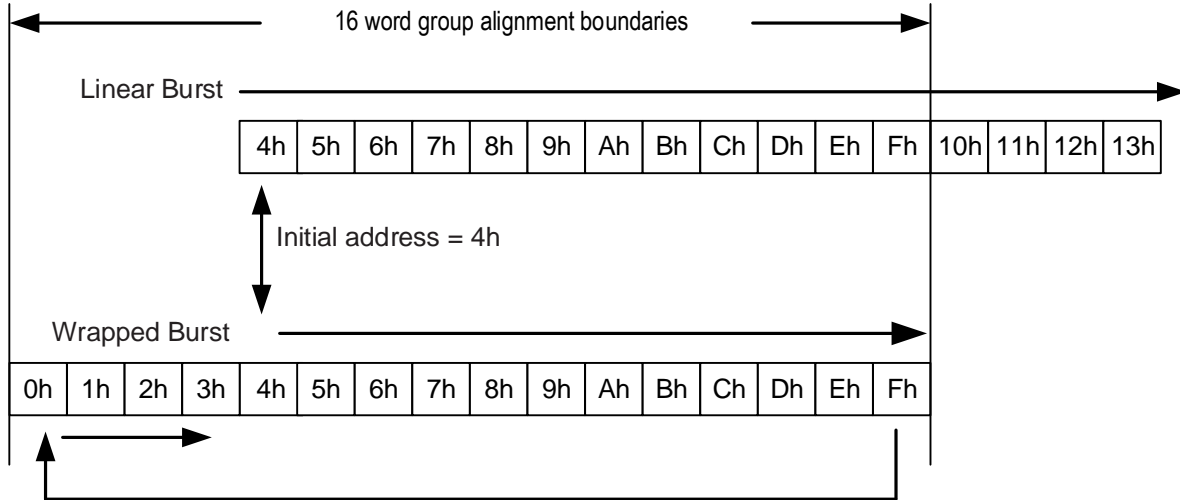 16 word group alignment boundaries
Linear Burst
4h 5h 6h 7h 8h 9h Ah Bh Ch Dh Eh Fh 10h 11h 12h 13h
Initial address = 4h
Wrapped Burst
0h 1h 2h 3h 4h 5h 6h 7h 8h 9h Ah Bh Ch Dh Eh Fh